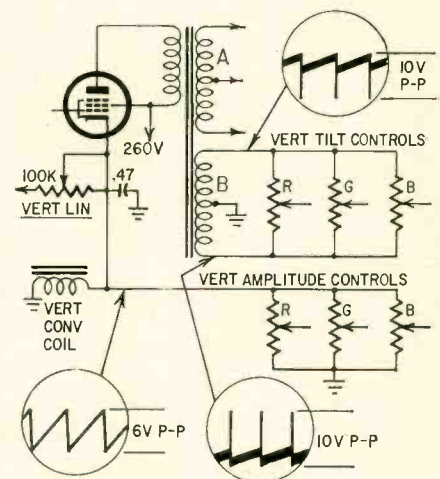 A
10V
P-P
260V
VERT TILT CONTROLS
100K
.47
VERT LIN
B
R
G
B
VERT AMPLITUDE CONTROLS
VERT
CONV
COIL
R
G
B
6V P-P
10V P-P